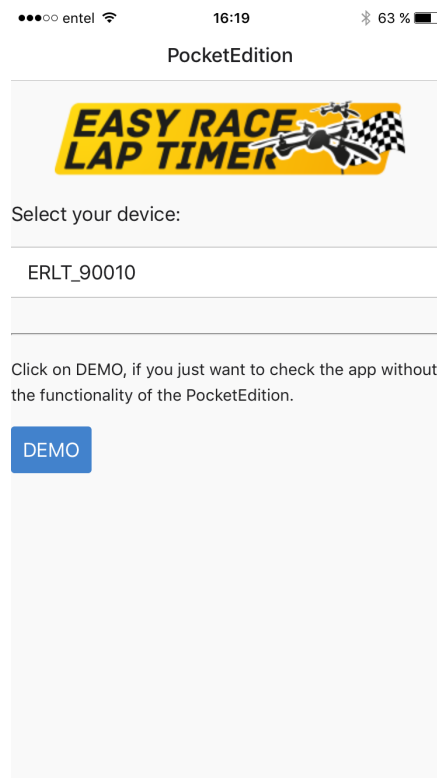 entel 16:19 63 %
PocketEdition
EASY RACE
LAP TIMER
Select your device:
ERLT_90010
Click on DEMO, if you just want to check the app without
the functionality of the PocketEdition.
DEMO